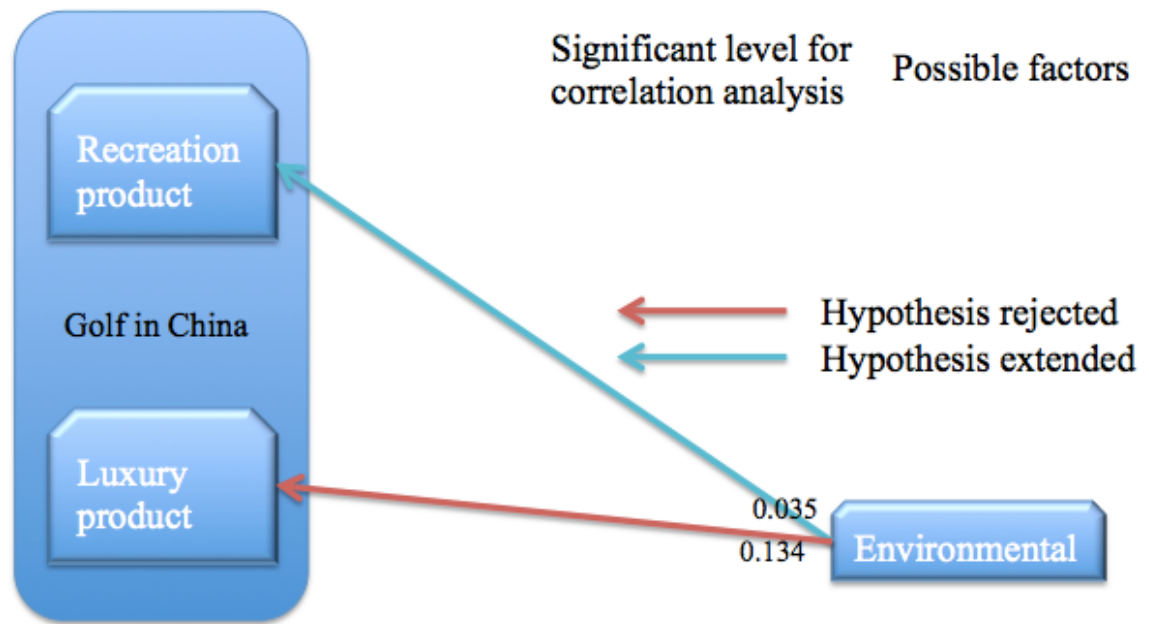 Significant level for
correlation analysis
Possible factors
Recreation
product
Golf in China
Hypothesis rejected
Hypothesis extended
Luxury
product
0.035
0.134
Environmental